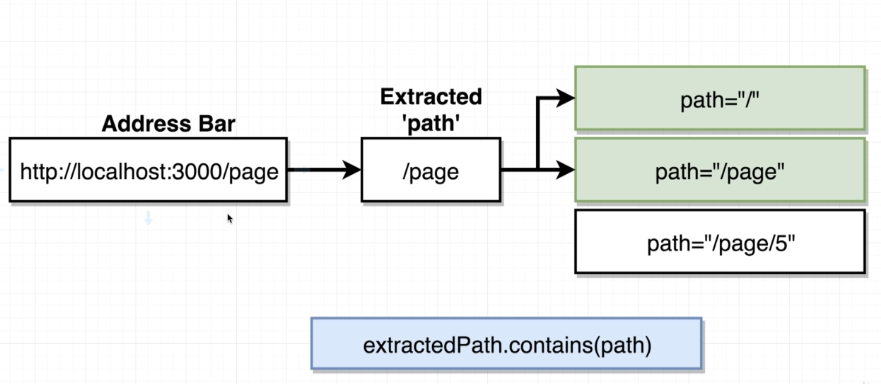 Address Bar
http://localhost:3000/page
Extracted
'path'
/page
path="/"
path="/page"
path="/page/5"
extractedPath.contains(path)